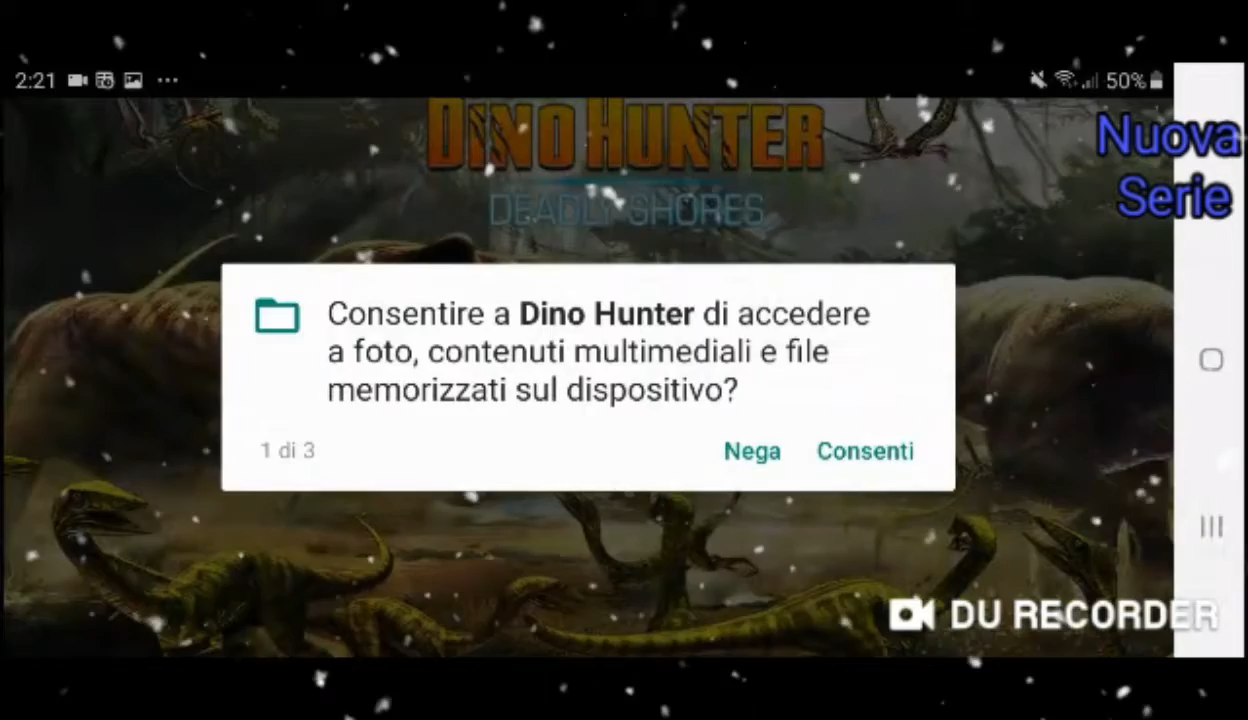 2:21
50%
DINO HUNTER
DEADLY SHORES
Nuova
Serie
Consentire a Dino Hunter di accedere
a foto, contenuti multimediali e file
memorizzati sul dispositivo?
1 di 3
Nega
Consenti
DU RECORDER